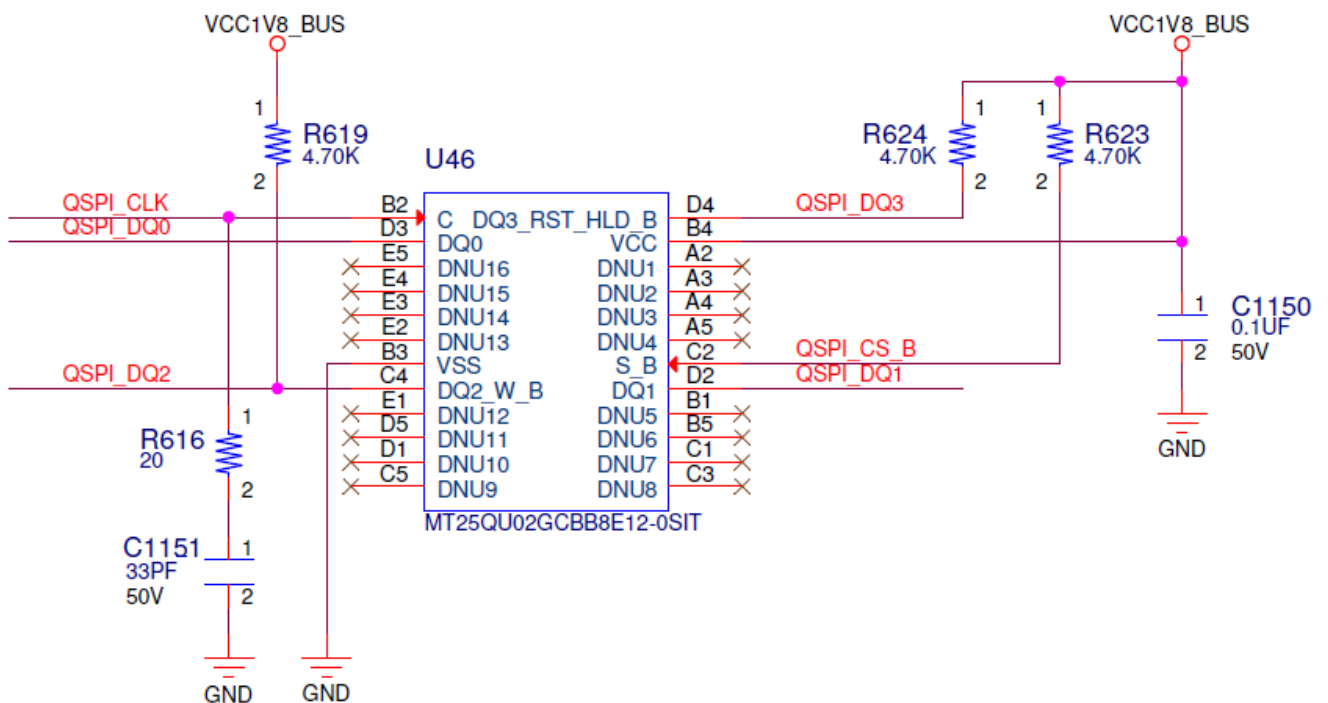 VCC1V8_BUS
VCC1V8_BUS
1
R619
4.70K
2
1
R624
4.70K
2
1
R623
4.70K
2
U46
QSPI_CLK
B2
C
DQ3_RST_HLD_B
D4
QSPI_DQ3
QSPI_DQ0
D3
DQ0
VCC
B4
E5
DNU16
DNU1
A2
E4
DNU15
DNU2
A3
E3
DNU14
DNU3
A4
E2
DNU13
DNU4
A5
B3
VSS
S_B
C2
QSPI_CS_B
QSPI_DQ2
C4
DQ2_W_B
DQ1
D2
QSPI_DQ1
E1
DNU12
DNU5
B1
D5
DNU11
DNU6
B5
D1
DNU10
DNU7
C1
C5
DNU9
DNU8
C3
MT25QU02GCBB8E12-0SIT
1
C1150
0.1UF
2
50V
GND
1
R616
20
2
C1151
1
33PF
50V
2
GND
GND